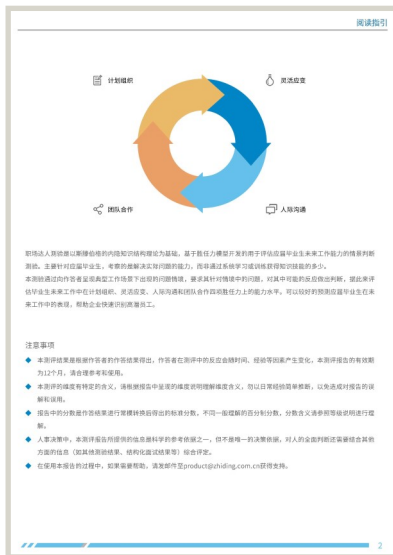 阅读指引
计划组织
灵活应变
团队合作
人际沟通
职场达人测验是以斯滕伯格的内隐知识结构理论为基础，基于胜任力模型开发的用于评估应届毕业生未来工作能力的情景判断
测验。主要针对应届毕业生，考察的是解决实际问题的能力，而非通过系统学习或训练获得知识技能的多少。
本测验通过向作答者呈现典型工作场景下出现的问题情境，要求其针对情境中的问题，对其中可能的反应做出判断，据此来评
估毕业生未来工作中在计划组织、灵活应变、人际沟通和团队合作四项胜任力上的能力水平。可以较好的预测应届毕业生在未
来工作中的表现，帮助企业快速识别高潜员工。
注意事项
◆ 本测评结果是根据作答者的作答结果得出，作答者在测评中的反应会随时间、经验等因素产生变化，本测评报告的有效期
为12个月，请合理参考和使用。
◆ 本测评的维度有特定的含义，请根据报告中呈现的维度说明理解维度含义，勿以日常经验简单推断，以免造成对报告的误
解和误用。
◆ 报告中的分数是作答结果进行常模转换后得出的标准分数，不同一般理解的百分制分数，分数含义请参照等级说明进行理
解。
◆ 人事决策中，本测评报告所提供的信息是科学的参考依据之一，但不是唯一的决策依据，对人的全面判断还需要结合其他
方面的信息（如其他测验结果、结构化面试结果等）综合评定。
◆ 在使用本报告的过程中，如果需要帮助，请发邮件至product@zhiding.com.cn获得支持。
2